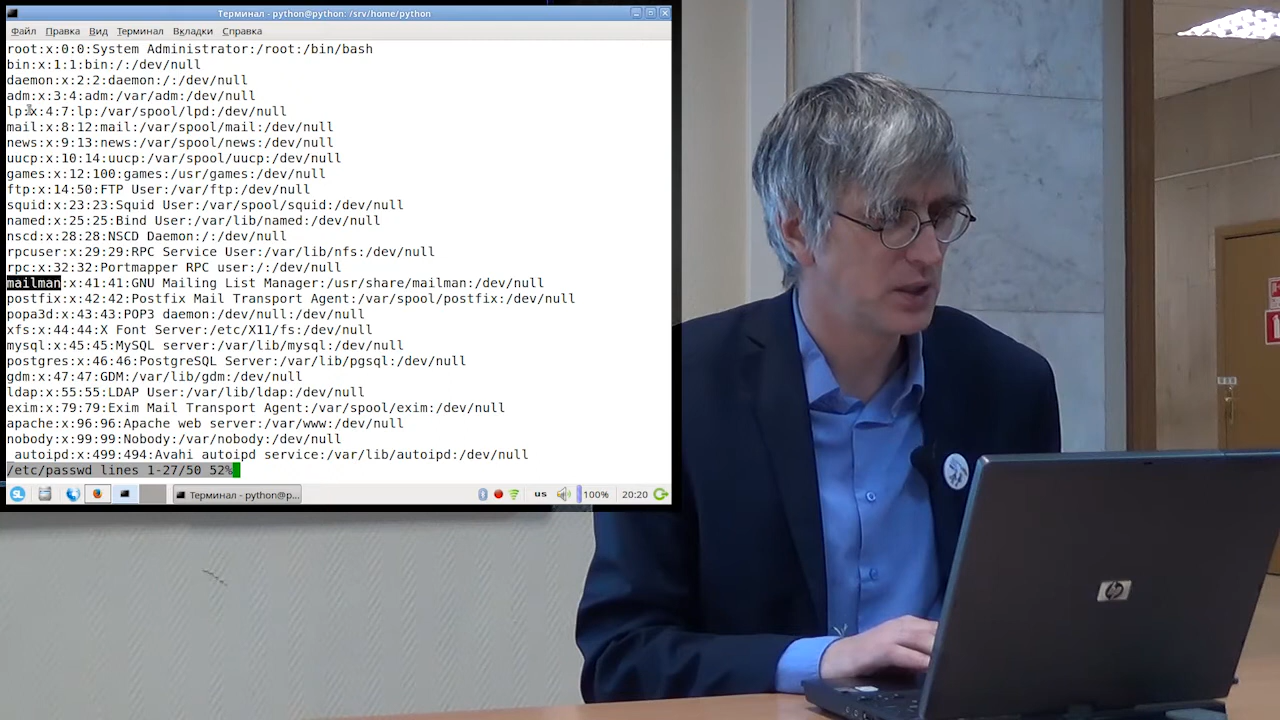 Терминал - python@python: /srv/home/python
Файл Правка Вид Терминал Вкладки Справка
root:x:0:0:System Administrator:/root:/bin/bash
bin:x:1:1:bin:/:/dev/null
daemon:x:2:2:daemon:/:/dev/null
adm:x:3:4:adm:/var/adm:/dev/null
lp:x:4:7:lp:/var/spool/lpd:/dev/null
mail:x:8:12:mail:/var/spool/mail:/dev/null
news:x:9:13:news:/var/spool/news:/dev/null
uucp:x:10:14:uucp:/var/spool/uucp:/dev/null
games:x:12:100:games:/usr/games:/dev/null
ftp:x:14:50:FTP User:/var/ftp:/dev/null
squid:x:23:23:Squid User:/var/spool/squid:/dev/null
named:x:25:25:Bind User:/var/lib/named:/dev/null
nscd:x:28:28:NSCD Daemon:/:/dev/null
rpcuser:x:29:29:RPC Service User:/var/lib/nfs:/dev/null
rpc:x:32:32:Portmapper RPC user:/:/dev/null
mailman:x:41:41:GNU Mailing List Manager:/usr/share/mailman:/dev/null
postfix:x:42:42:Postfix Mail Transport Agent:/var/spool/postfix:/dev/null
popa3d:x:43:43:POP3 daemon:/dev/null:/dev/null
xfs:x:44:44:X Font Server:/etc/X11/fs:/dev/null
mysql:x:45:45:MySQL server:/var/lib/mysql:/dev/null
postgres:x:46:46:PostgreSQL Server:/var/lib/pgsql:/dev/null
gdm:x:47:47:GDM:/var/lib/gdm:/dev/null
ldap:x:55:55:LDAP User:/var/lib/ldap:/dev/null
exim:x:79:79:Exim Mail Transport Agent:/var/spool/exim:/dev/null
apache:x:96:96:Apache web server:/var/www:/dev/null
nobody:x:99:99:Nobody:/var/nobody:/dev/null
_autoipd:x:499:494:Avahi autoipd service:/var/lib/autoipd:/dev/null
/etc/passwd lines 1-27/50 52%
SL Терминал - python@p... us 100% 20:20
hp